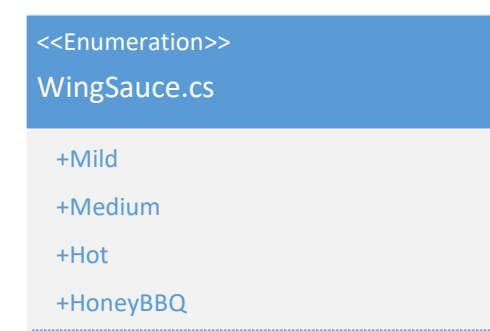 <<Enumeration>>
WingSauce.cs
+Mild
+Medium
+Hot
+HoneyBBQ